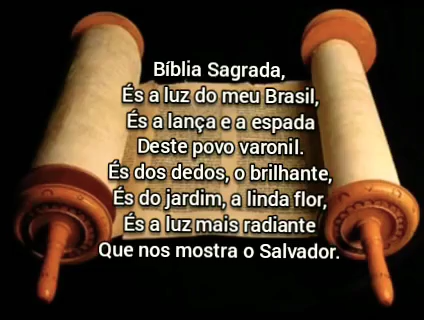 Bíblia Sagrada,
És a luz do meu Brasil,
És a lança e a espada
Deste povo varonil.
És dos dedos, o brilhante,
És do jardim, a linda flor,
És a luz mais radiante
Que nos mostra o Salvador.